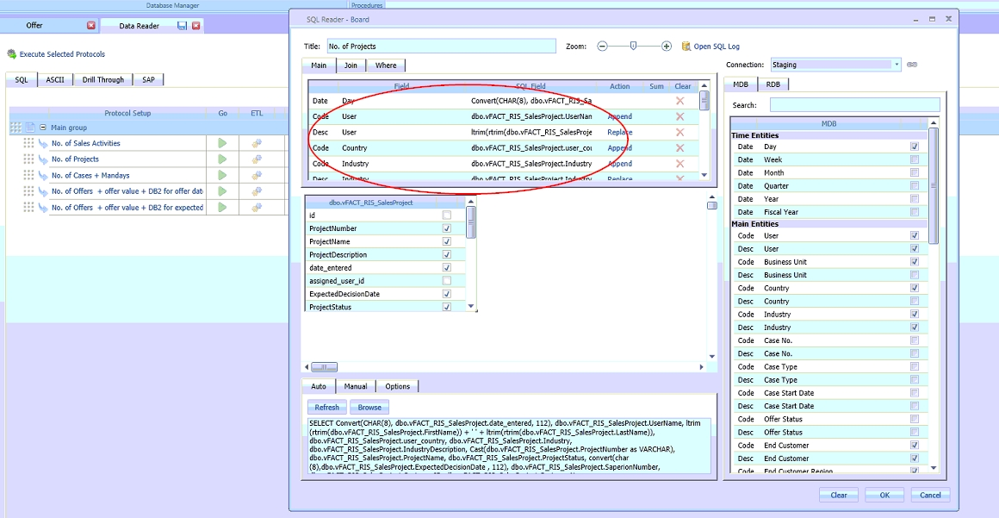 Database Manager
Procedures
Offer
Data Reader
Execute Selected Protocols
SQL
ASCII
Drill Through
SAP
Protocol Setup
Go
ETL
Main group
No. of Sales Activities
No. of Projects
No. of Cases + Mandays
No. of Offers + offer value + DB2 for offer dat
No. of Offers + offer value + DB2 for expected
SQL Reader - Board
Title: No. of Projects
Zoom:
Open SQL Log
Main
Join
Where
Field
SQL Field
Action
Sum
Clear
Date Day Convert(CHAR(8), dbo.vFACT_RIS_Sa
Code User dbo.vFACT_RIS_SalesProject.UserNan Append
Desc User ltrim(rtrim(dbo.vFACT_RIS_SalesProje Replace
Code Country dbo.vFACT_RIS_SalesProject.user_cou Append
Code Industry dbo.vFACT_RIS_SalesProject.Industry Append
Desc Industry dbo.vFACT_RIS_SalesProject.Industry Replace
dbo.vFACT_RIS_SalesProject
id
ProjectNumber
ProjectName
ProjectDescription
date_entered
assigned_user_id
ExpectedDecisionDate
ProjectStatus
Auto
Manual
Options
Refresh
Browse
SELECT Convert(CHAR(8), dbo.vFACT_RIS_SalesProject.date_entered, 112), dbo.vFACT_RIS_SalesProject.UserName, ltrim
(rtrim(dbo.vFACT_RIS_SalesProject.FirstName)) + ' ' + ltrim(rtrim(dbo.vFACT_RIS_SalesProject.LastName)),
dbo.vFACT_RIS_SalesProject.user_country, dbo.vFACT_RIS_SalesProject.Industry,
dbo.vFACT_RIS_SalesProject.IndustryDescription, Cast(dbo.vFACT_RIS_SalesProject.ProjectNumber as VARCHAR),
dbo.vFACT_RIS_SalesProject.ProjectName, dbo.vFACT_RIS_SalesProject.ProjectStatus, convert(char
(8),dbo.vFACT_RIS_SalesProject.ExpectedDecisionDate , 112), dbo.vFACT_RIS_SalesProject.SaperionNumber,
Connection: Staging
MDB
RDB
Search:
MDB
Time Entities
Date Day
Date Week
Date Month
Date Quarter
Date Year
Date Fiscal Year
Main Entities
Code User
Desc User
Code Business Unit
Desc Business Unit
Code Country
Desc Country
Code Industry
Desc Industry
Code Case No.
Desc Case No.
Code Case Type
Desc Case Type
Code Case Start Date
Desc Case Start Date
Code Offer Status
Desc Offer Status
Code End Customer
Desc End Customer
Code End Customer Region
Clear
OK
Cancel